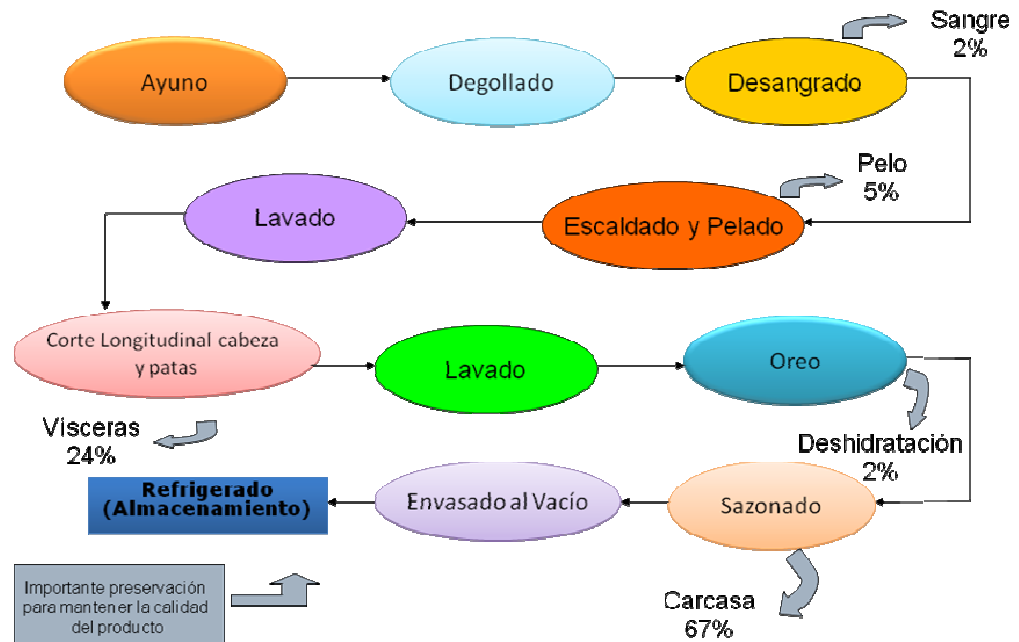 Sangre
2%
Ayuno
Degollado
Desangrado
Pelo
5%
Lavado
Escaldado y Pelado
Corte Longitudinal cabeza
y patas
Lavado
Oreo
Vísceras
24%
Deshidratación
2%
Refrigerado
(Almacenamiento)
Envasado al Vacío
Sazonado
Importante preservación
para mantener la calidad
del producto
Carcasa
67%